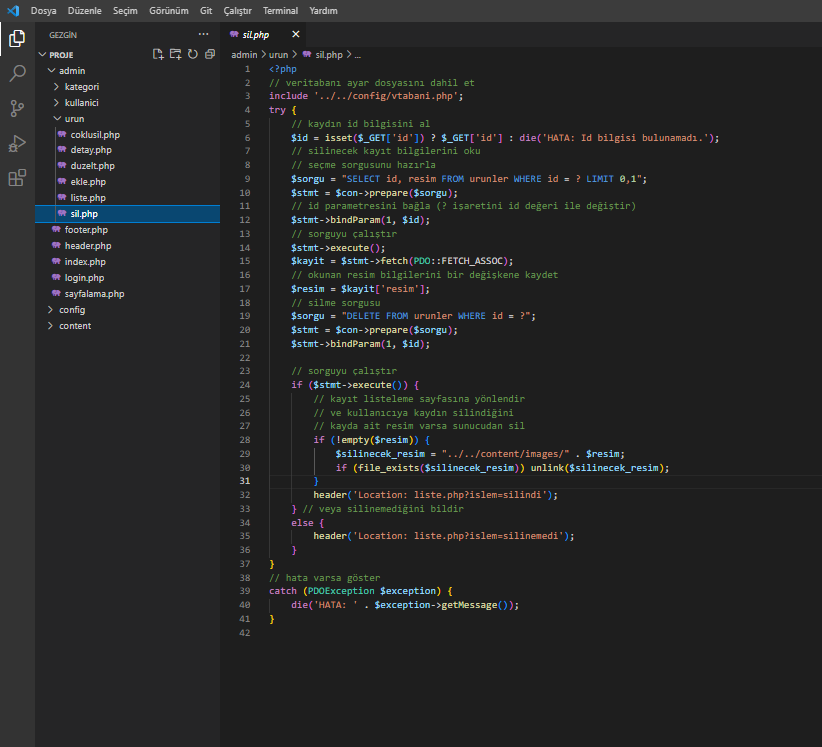 Dosya Düzenle Seçim Görünüm Git Çalıştır Terminal Yardım
GEZGİN ...
PROJE
admin
kategori
kullanici
urun
coklusil.php
detay.php
duzelt.php
ekle.php
liste.php
sil.php
footer.php
header.php
index.php
login.php
sayfalama.php
config
content
sil.php
admin > urun > sil.php > ...
1 <?php
2 // veritabanı ayar dosyasını dahil et
3 include '../../config/vtabani.php';
4 try {
5 // kaydın id bilgisini al
6 $id = isset($_GET['id']) ? $_GET['id'] : die('HATA: Id bilgisi bulunamadı.');
7 // silinecek kayıt bilgilerini oku
8 // seçme sorgusunu hazırla
9 $sorgu = "SELECT id, resim FROM urunler WHERE id = ? LIMIT 0,1";
10 $stmt = $con->prepare($sorgu);
11 // id parametresini bağla (? işaretini id değeri ile değiştir)
12 $stmt->bindParam(1, $id);
13 // sorguyu çalıştır
14 $stmt->execute();
15 $kayit = $stmt->fetch(PDO::FETCH_ASSOC);
16 // okunan resim bilgilerini bir değişkene kaydet
17 $resim = $kayit['resim'];
18 // silme sorgusu
19 $sorgu = "DELETE FROM urunler WHERE id = ?";
20 $stmt = $con->prepare($sorgu);
21 $stmt->bindParam(1, $id);
22
23 // sorguyu çalıştır
24 if ($stmt->execute()) {
25 // kayıt listeleme sayfasına yönlendir
26 // ve kullanıcıya kaydın silindiğini
27 // kayda ait resim varsa sunucudan sil
28 if (!empty($resim)) {
29 $silinecek_resim = "../../content/images/" . $resim;
30 if (file_exists($silinecek_resim)) unlink($silinecek_resim);
31 }
32 header('Location: liste.php?islem=silindi');
33 } // veya silinemediğini bildir
34 else {
35 header('Location: liste.php?islem=silinemedi');
36 }
37 }
38 // hata varsa göster
39 catch (PDOException $exception) {
40 die('HATA: ' . $exception->getMessage());
41 }
42